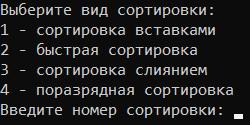 Выберите вид сортировки:
1 - сортировка вставками
2 - быстрая сортировка
3 - сортировка слиянием
4 - поразрядная сортировка
Введите номер сортировки: